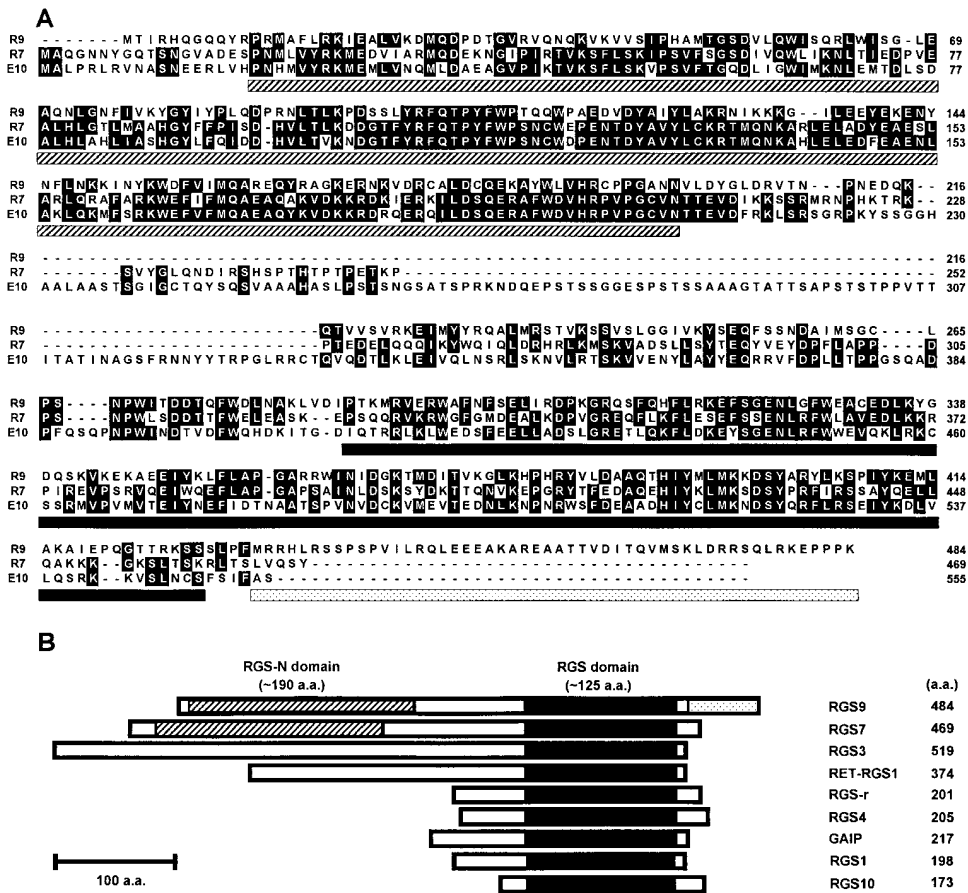 A
R9 -------MTIRHQGQQYRPRMAFLRKIEALVKDMQDPDTGVRVQNQKVKVVSIPHAMTGSDVLQWISQRLWISG-LE 69
R7 MAQGNNYGQTSNGVADESPNMLVYRKMEDVIARMQDEKNGIPIRTVKSFLSKIPSVFSGSDIVQWLIKNLTIEDPVE 77
E10 MALPRLRVNASNEERLVHPNHMVYRKMEMLVNQMLDAEAGVPIKTVKSFLSKVPSVFTGQDLIGWIMKNLEMTDLSD 77
R9 AQNLGNFIVKYGYIYPLQDPRNLTLKPDSSLYRFQTPYFWPTQQWPAEDVDYAIYLAKRNIKKKG-ILEEYEKENY 144
R7 ALHLGTLMAAHGYFFPISD-HVLTLKDDGTFYRFQTPYFWPSNCWEPENTDYAVYLCKRTMQNKARLELADYEAESL 153
E10 ALHLAHLIASHGYLFQIDD-HVLTVKNDGTFYRFQTPYFWPSNCWDPENTDYAVYLCKRTMQNKAHLELEDFEAENL 153
R9 NFLNKKINYKWDFVIMQAREQYRAGKERNKVDRCALDCQEKAYWLVHRCPPGANNVLDYGLDRVTN---PNEDQK- 216
R7 ARLQRAFARKWEFIFMQAEAQAKVDKKRDKIERKILDSQERAFWDVHRPVPGCVNTTEVDIKKSSRMRNPHKTRK- 228
E10 AKLQKMFSRKWEFVFMQAEAQYKVDKKRDRQERQILDSQERAFWDVHRPVPGCVNTTEVDFRKLSRSGRPKYSSGGH 230
R9 - - - - - 216
R7 -------SVYGLQNDIRSHSPTHTPTPETKP- - - - - 252
E10 AALAASTSSGIGCTQYSQSVAAAHASLPSTSNGSATSPRKNDQEPSTSSGGESPSTSSAAAGTATTSAPSTSTPPVTT 307
R9 - - - - - QTVVSVRKEIMYYRQALMRSTVKSSVSLGGIVKYSEQFSSNDAIMSGC----L 265
R7 - - - - - PTEDELQQQIKYWQIQLDRHRLKMSKVADSLLSYTEQYVEYDPFLAPP----D 305
E10 ITATINAGSFRNNYYTRPGLRRCTQVQDTLKLEIVQLNSRLSKNVLRTSKVVENYLAYYEQRRVFDPLLTPPGSQAD 384
R9 PS----NPWITDDTQFWDLNAKLVDIPTKMRVERWAFNFSELIRDPKGRQSFQHFLRKEFSGENLGFWEACEDLKYG 338
R7 PS----NPWLSDDTTFWELEASK--EPSQQRVKRWGFGMDEALKDPVGREQFLKFLESEFSSENLRFWLAVEDLKKR 372
E10 PFQSQPNPWINDTVDFWQHDKITG-DIQTRRLKLWEDSFEELLADSLGRETLQKFLDKEYSGENLRFWWEVQKLRKC 460
R9 DQSKVKEKAEEIYKLFLAP-GARRWINIDGKTMDITVKGLKHPHRYVLDAAQTHIYMLMKKDSYARYLKSPIYKEML 414
R7 PIREVPSRVQEIWQEFLAP-GAPSAINLDSKSYDKTTQNVKEPGRYTFEDAQEHIYKLMKSDSYPRFIRSSAYQELL 448
E10 SSRMVPVMVTEIYNEFIDTNAATSPVNVDCKVMEVTEDNLKNPNRWSFDEAADHIYCLMKNDSYQRFLRSEIYKDLV 537
R9 AKAIEPQGTTRKSSSLPFMRRHLRSSPSPVILRQLEEEAKAREAATTVDITQVMSKLDRRSQLRKEPPPK 484
R7 QAKKK--GKSLTSKRLTSLVQSY- - - - - 469
E10 LQSRK--KVSLNCSFSIFAS- - - - - 555
B
RGS-N domain
(~190 a.a.)
RGS domain
(~125 a.a.)
(a.a.)
RGS9 484
RGS7 469
RGS3 519
RET-RGS1 374
RGS-r 201
RGS4 205
GAIP 217
RGS1 198
RGS10 173
100 a.a.